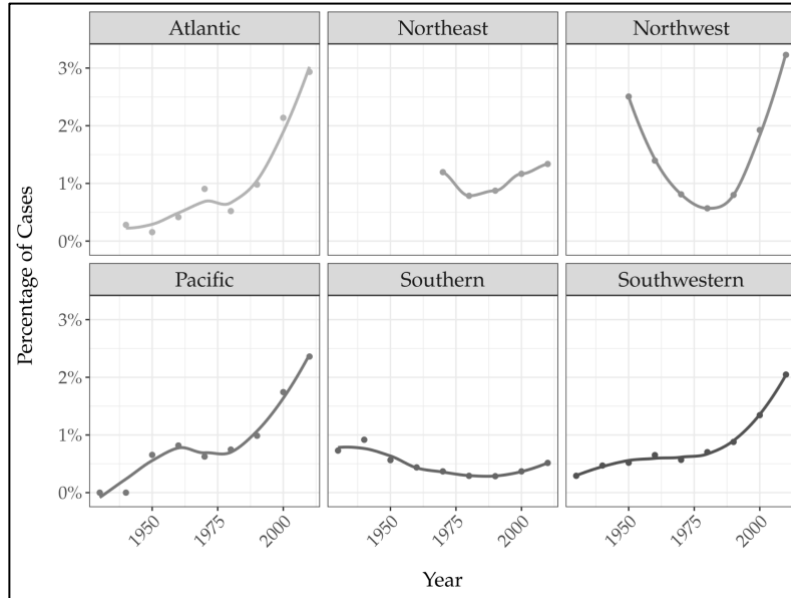 Atlantic Northeast Northwest
3%
2%
1%
0%
Pacific Southern Southwestern
3%
2%
1%
0%
1950 1975 2000 1950 1975 2000 1950 1975 2000
Percentage of Cases
Year